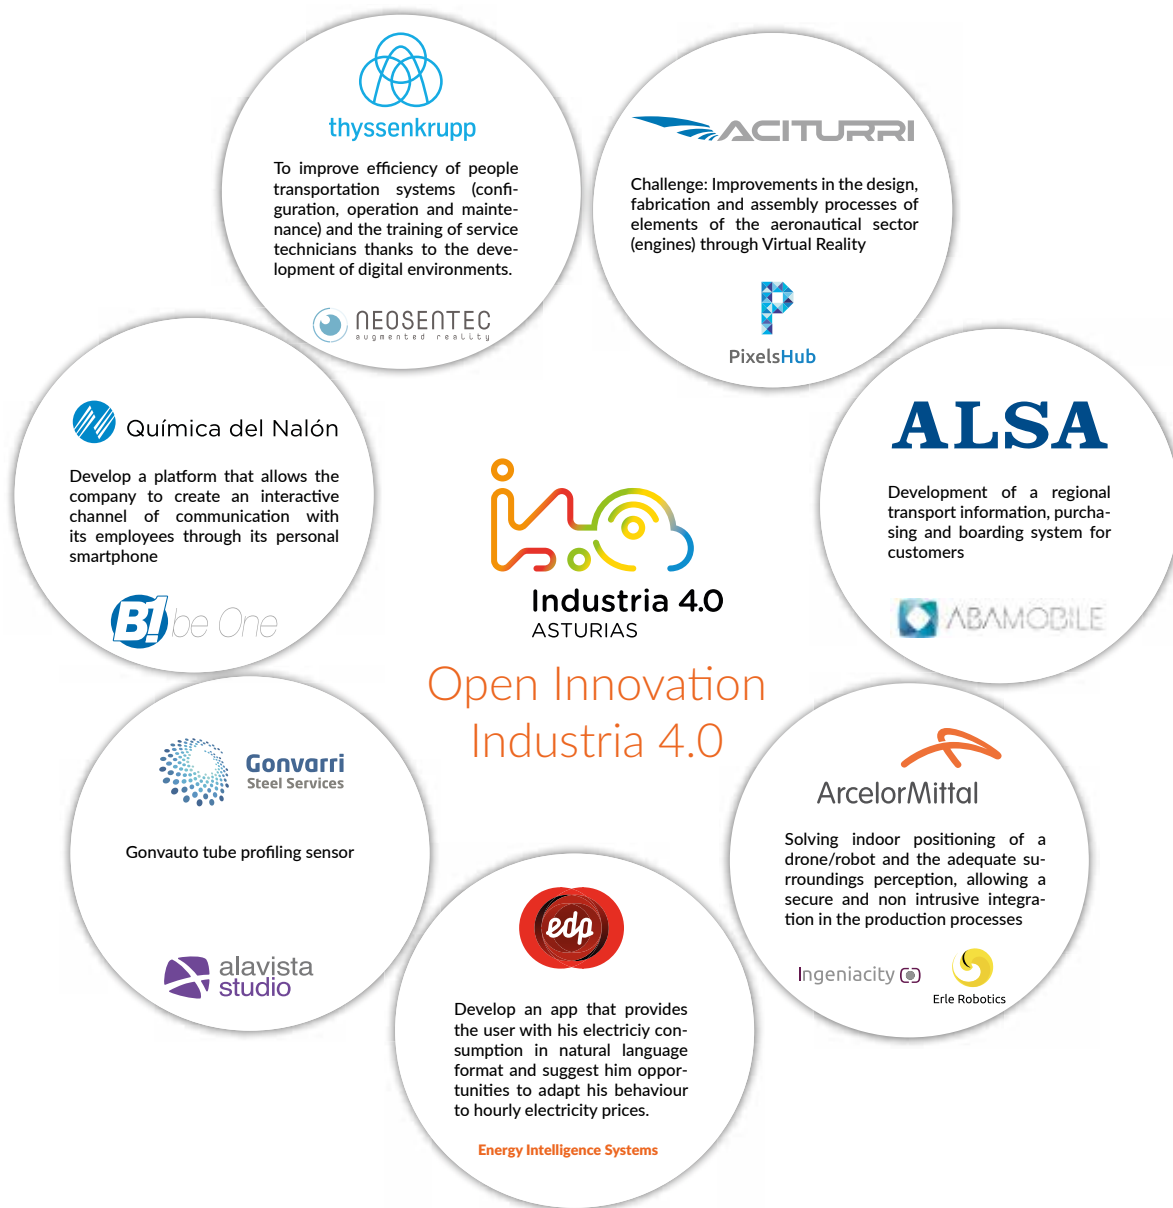 thyssenkrupp
To improve efficiency of people
transportation systems (confi-
guration, operation and mainte-
nance) and the training of service
technicians thanks to the deve-
lopment of digital environments.
NEOSENTEC
augmented reality
ACITURRI
Challenge: Improvements in the design,
fabrication and assembly processes of
elements of the aeronautical sector
(engines) through Virtual Reality
PixelsHub
Química del Nalón
Develop a platform that allows the
company to create an interactive
channel of communication with
its employees through its personal
smartphone
B1 be One
ALSA
Development of a regional
transport information, purcha-
sing and boarding system for
customers
ABAMOBILE
in4.0
Industria 4.0
ASTURIAS
Open Innovation
Industria 4.0
Gonvarri
Steel Services
Gonvauto tube profiling sensor
alavista
studio
ArcelorMittal
Solving indoor positioning of a
drone/robot and the adequate su-
rroundings perception, allowing a
secure and non intrusive integra-
tion in the production processes
Ingeniacity
Erle Robotics
edp
Develop an app that provides
the user with his electriciy con-
sumption in natural language
format and suggest him oppor-
tunities to adapt his behaviour
to hourly electricity prices.
Energy Intelligence Systems